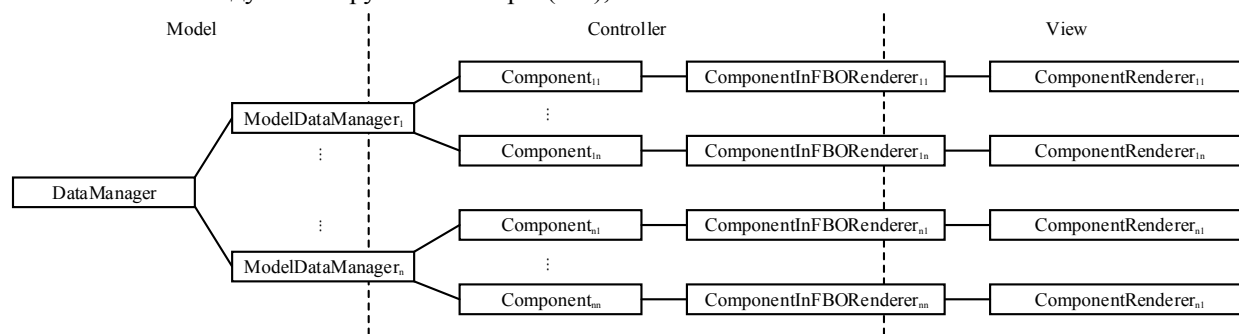 Model Controller View
Component₁₁ ComponentInFBORenderer₁₁ ComponentRenderer₁₁
ModelDataManager₁
⋮
⋮
Component₁ₙ ComponentInFBORenderer₁ₙ ComponentRenderer₁ₙ
DataManager
⋮
Componentₙ₁ ComponentInFBORendererₙ₁ ComponentRendererₙ₁
ModelDataManagerₙ
⋮
Componentₙₙ ComponentInFBORendererₙₙ ComponentRendererₙ₁